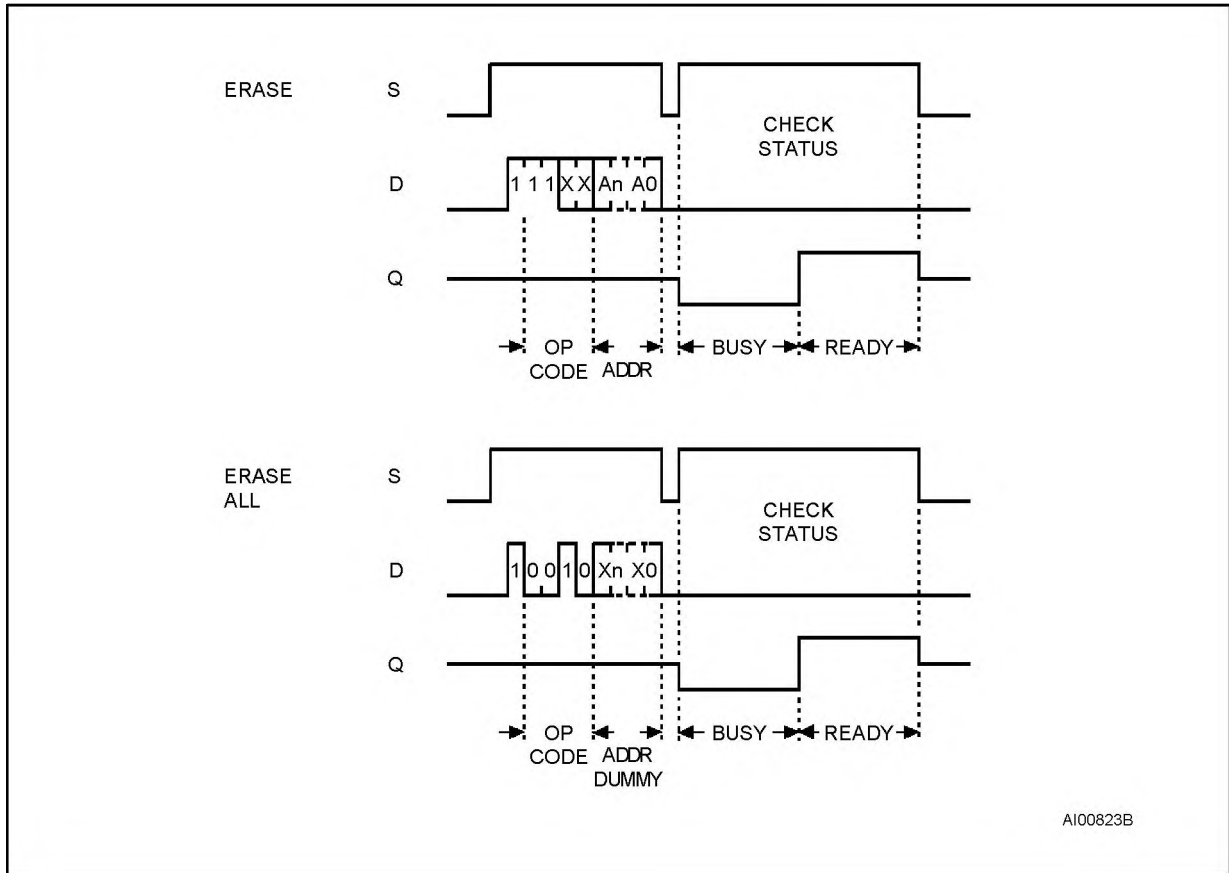 ERASE S
CHECK
STATUS
D 1 1 1 X X An A0
Q
OP
CODE ADDR BUSY READY
ERASE
ALL S
CHECK
STATUS
D 1 0 0 1 0 Xn X0
Q
OP
CODE ADDR
DUMMY BUSY READY
AI00823B